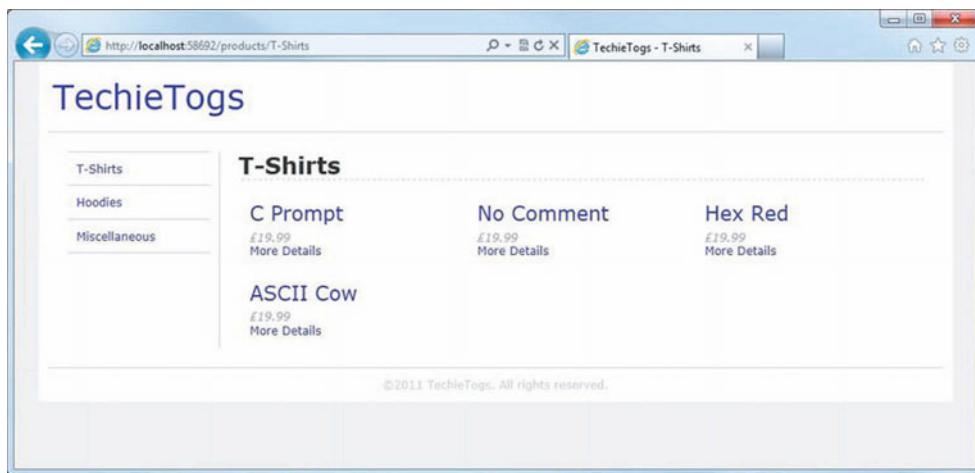 http://localhost:58692/products/T-Shirts
TechieTogs - T-Shirts
TechieTogs
T-Shirts
Hoodies
Miscellaneous
T-Shirts
C Prompt
£19.99
More Details
No Comment
£19.99
More Details
Hex Red
£19.99
More Details
ASCII Cow
£19.99
More Details
©2011 TechieTogs. All rights reserved.